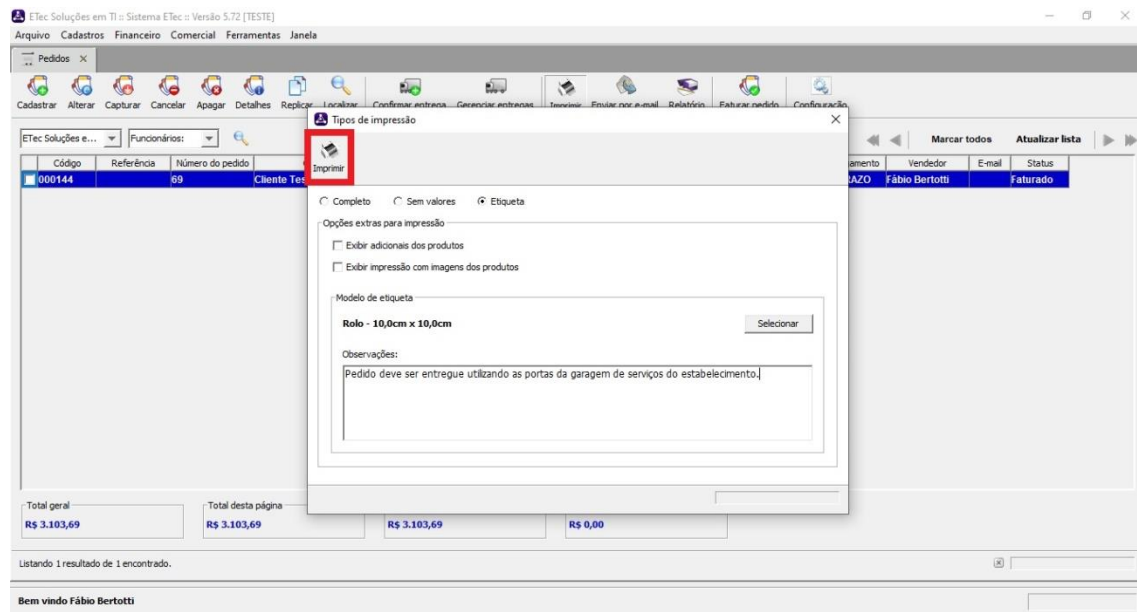 ETec Soluções em TI :: Sistema ETec :: Versão 5.72 [TESTE]
Arquivo Cadastros Financeiro Comercial Ferramentas Janela
Pedidos
Cadastrar Alterar Capturar Cancelar Apagar Detalhes Replicar Localizar Confirmar entrega Gerenciar entregas Imprimir Enviar por e-mail Relatório Faturar pedido Configuração
Tipos de impressão
ETec Soluções e... Funcionários: Marcar todos Atualizar lista
Imprimir
Código Referência Número do pedido amento Vendedor E-mail Status
000144 69 Cliente Tes RAZO Fábio Bertotti Faturado
Completo Sem valores Etiqueta
Opções extras para impressão
Exibir adicionais dos produtos
Exibir impressão com imagens dos produtos
Modelo de etiqueta
Rolo - 10,0cm x 10,0cm Selecionar
Observações:
Pedido deve ser entregue utilizando as portas da garagem de serviços do estabelecimento.
Total geral Total desta página
R$ 3.103,69 R$ 3.103,69 R$ 3.103,69 R$ 0,00
Listando 1 resultado de 1 encontrado.
Bem vindo Fábio Bertotti